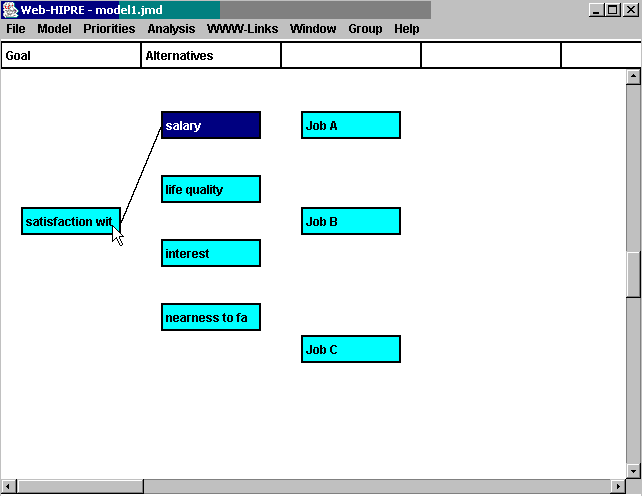 Web-HIPRE - model1.jmd
File Model Priorities Analysis WWW-Links Window Group Help
Goal Alternatives
salary Job A
life quality
satisfaction wit Job B
interest
nearness to fa
Job C